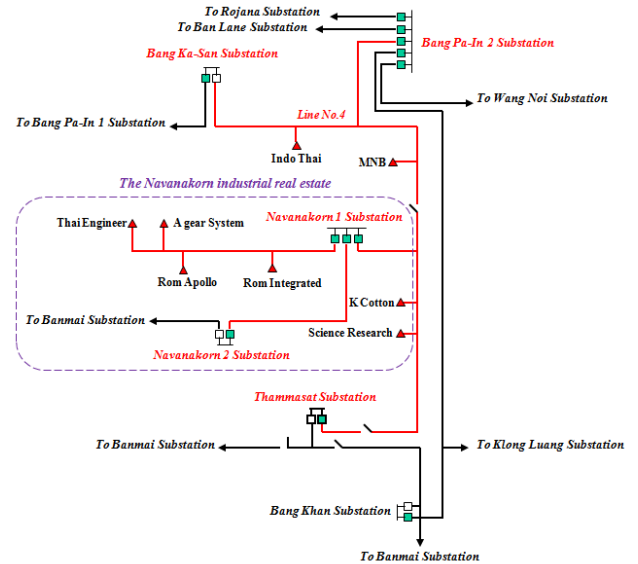 To Rojana Substation
To Ban Lane Substation
Bang Pa-In 2 Substation
Bang Ka-San Substation
To Wang Noi Substation
Line No.4
To Bang Pa-In 1 Substation
Indo Thai
MNB
The Navanakorn industrial real estate
Thai Engineer
A gear System
Navanakorn 1 Substation
Rom Apollo
Rom Integrated
K Cotton
To Banmai Substation
Science Research
Navanakorn 2 Substation
Thammasat Substation
To Banmai Substation
To Klong Luang Substation
Bang Khan Substation
To Banmai Substation